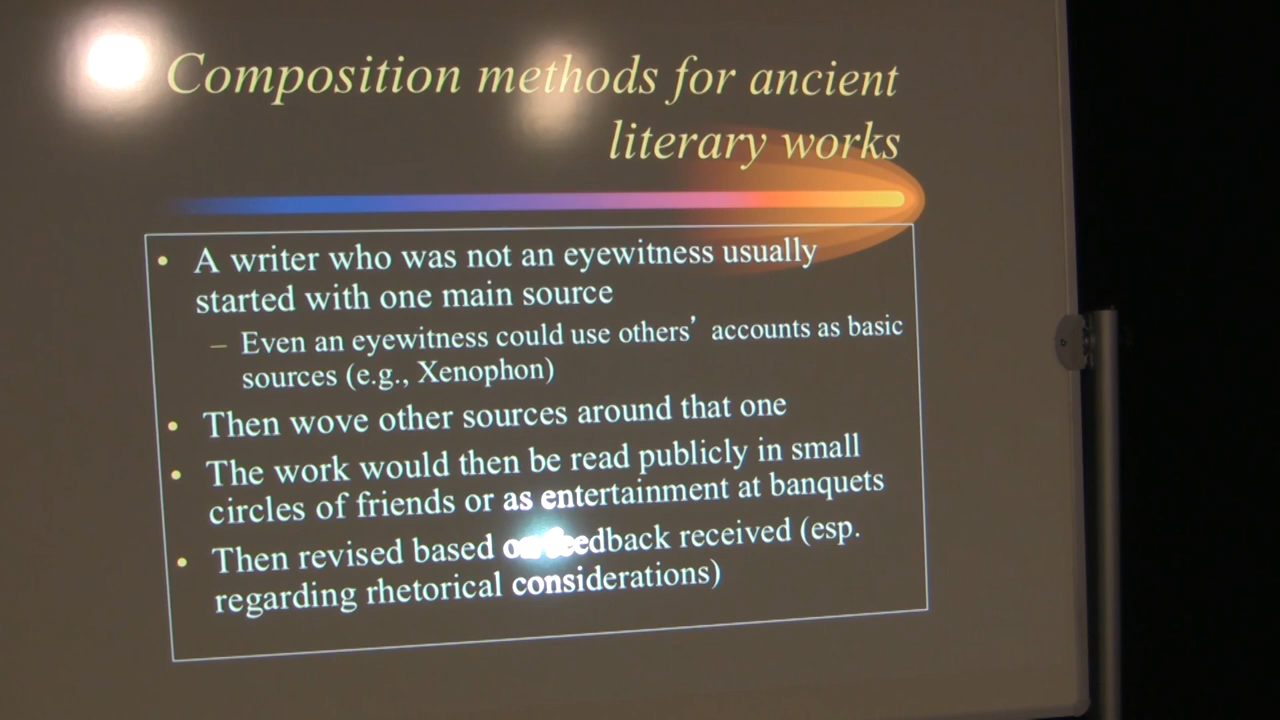 Composition methods for ancient
literary works
• A writer who was not an eyewitness usually
started with one main source
– Even an eyewitness could use others’ accounts as basic
sources (e.g., Xenophon)
• Then wove other sources around that one
• The work would then be read publicly in small
circles of friends or as entertainment at banquets
• Then revised based on feedback received (esp.
regarding rhetorical considerations)